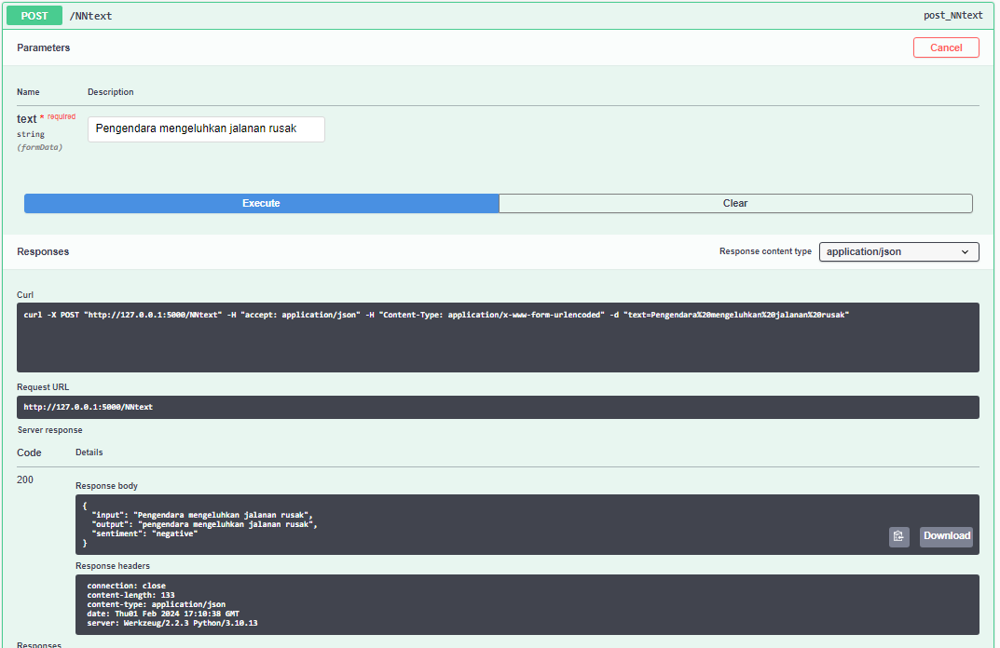 POST /NNtext post_NNtext
Parameters Cancel
Name Description
text * required Pengendara mengeluhkan jalanan rusak
string
(formData)
Execute Clear
Responses Response content type application/json
Curl
curl -X POST "http://127.0.0.1:5000/NNtext" -H "accept: application/json" -H "Content-Type: application/x-www-form-urlencoded" -d "text=Pengendara%20mengeluhkan%20jalanan%20rusak"
Request URL
http://127.0.0.1:5000/NNtext
Server response
Code Details
200
Response body
{
"input": "Pengendara mengeluhkan jalanan rusak",
"output": "pengendara mengeluhkan jalanan rusak",
"sentiment": "negative"
}
Download
Response headers
connection: close
content-length: 133
content-type: application/json
date: Thu01 Feb 2024 17:10:38 GMT
server: Werkzeug/2.2.3 Python/3.10.13
Responses